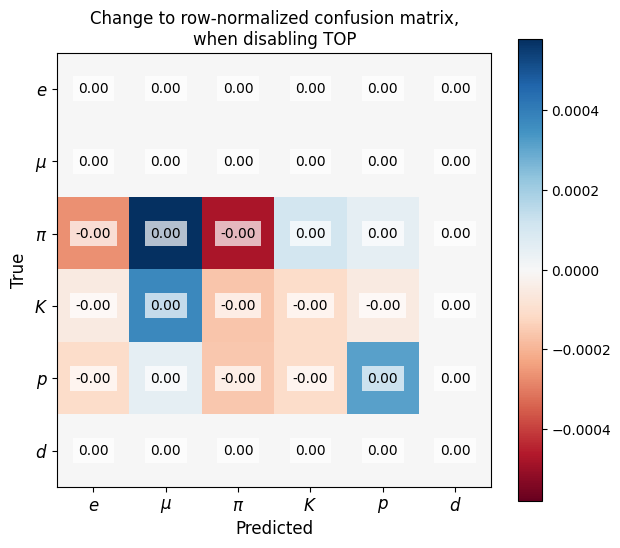 Change to row-normalized confusion matrix,
when disabling TOP
e 0.00 0.00 0.00 0.00 0.00 0.00
μ 0.00 0.00 0.00 0.00 0.00 0.00
π -0.00 0.00 -0.00 0.00 0.00 0.00
K -0.00 0.00 -0.00 -0.00 -0.00 0.00
p -0.00 0.00 -0.00 -0.00 0.00 0.00
d 0.00 0.00 0.00 0.00 0.00 0.00
e μ π K p d
Predicted
True
0.0004
0.0002
0.0000
−0.0002
−0.0004